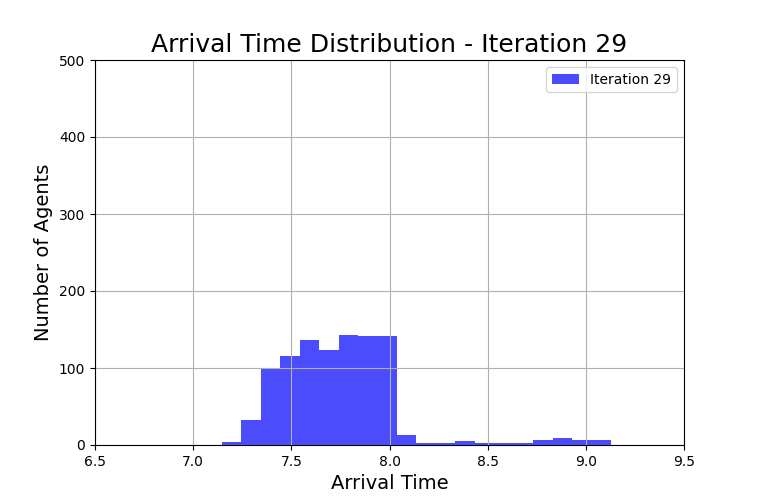 Arrival Time Distribution - Iteration 29
Iteration 29
500
400
300
200
100
0
Number of Agents
6.5 7.0 7.5 8.0 8.5 9.0 9.5
Arrival Time